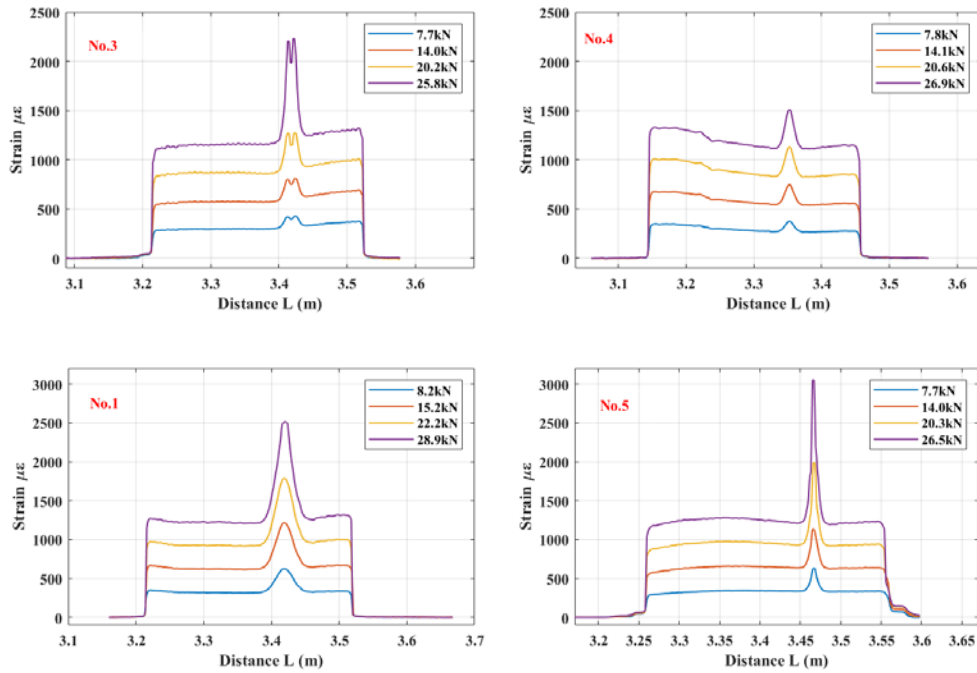 2500
2000
1500
1000
500
0
Strain με
No.3
7.7kN
14.0kN
20.2kN
25.8kN
3.1 3.2 3.3 3.4 3.5 3.6
Distance L (m)
2500
2000
1500
1000
500
0
Strain με
No.4
7.8kN
14.1kN
20.6kN
26.9kN
3.1 3.2 3.3 3.4 3.5 3.6
Distance L (m)
3000
2500
2000
1500
1000
500
0
Strain με
No.1
8.2kN
15.2kN
22.2kN
28.9kN
3.1 3.2 3.3 3.4 3.5 3.6 3.7
Distance L (m)
3000
2500
2000
1500
1000
500
0
Strain με
No.5
7.7kN
14.0kN
20.3kN
26.5kN
3.2 3.25 3.3 3.35 3.4 3.45 3.5 3.55 3.6 3.65
Distance L (m)